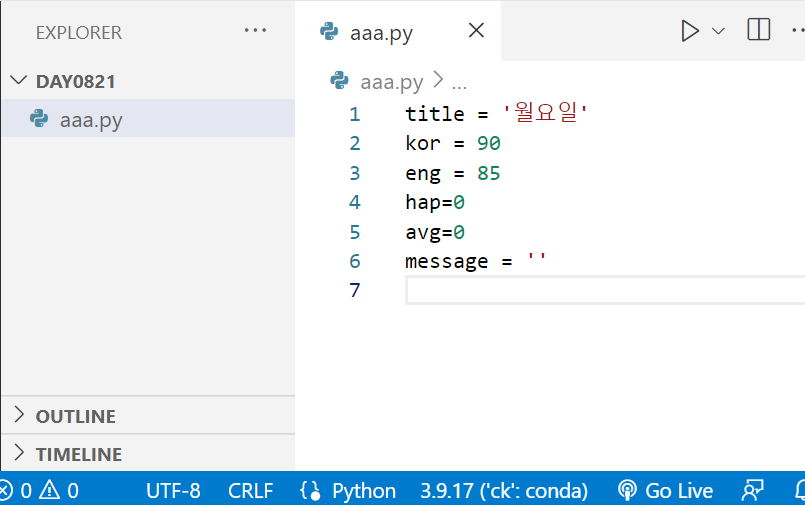 EXPLORER
DAY0821
aaa.py
OUTLINE
TIMELINE
aaa.py
aaa.py > ...
1 title = '월요일'
2 kor = 90
3 eng = 85
4 hap=0
5 avg=0
6 message = ''
7
0 0 UTF-8 CRLF Python 3.9.17 ('ck': conda) Go Live